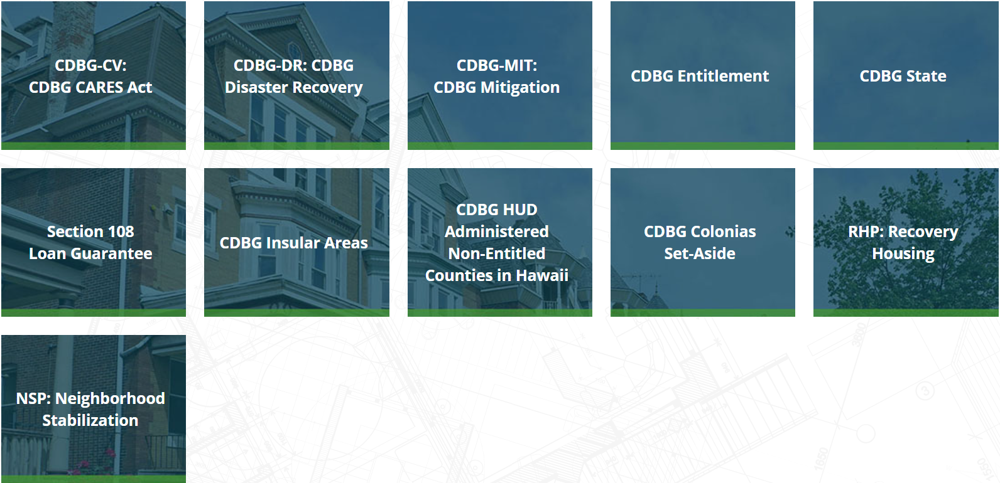 CDBG-CV:
CDBG CARES Act
CDBG-DR: CDBG
Disaster Recovery
CDBG-MIT:
CDBG Mitigation
CDBG Entitlement
CDBG State
Section 108
Loan Guarantee
CDBG Insular Areas
CDBG HUD
Administered
Non-Entitled
Counties in Hawaii
CDBG Colonias
Set-Aside
RHP: Recovery
Housing
NSP: Neighborhood
Stabilization
3
1650